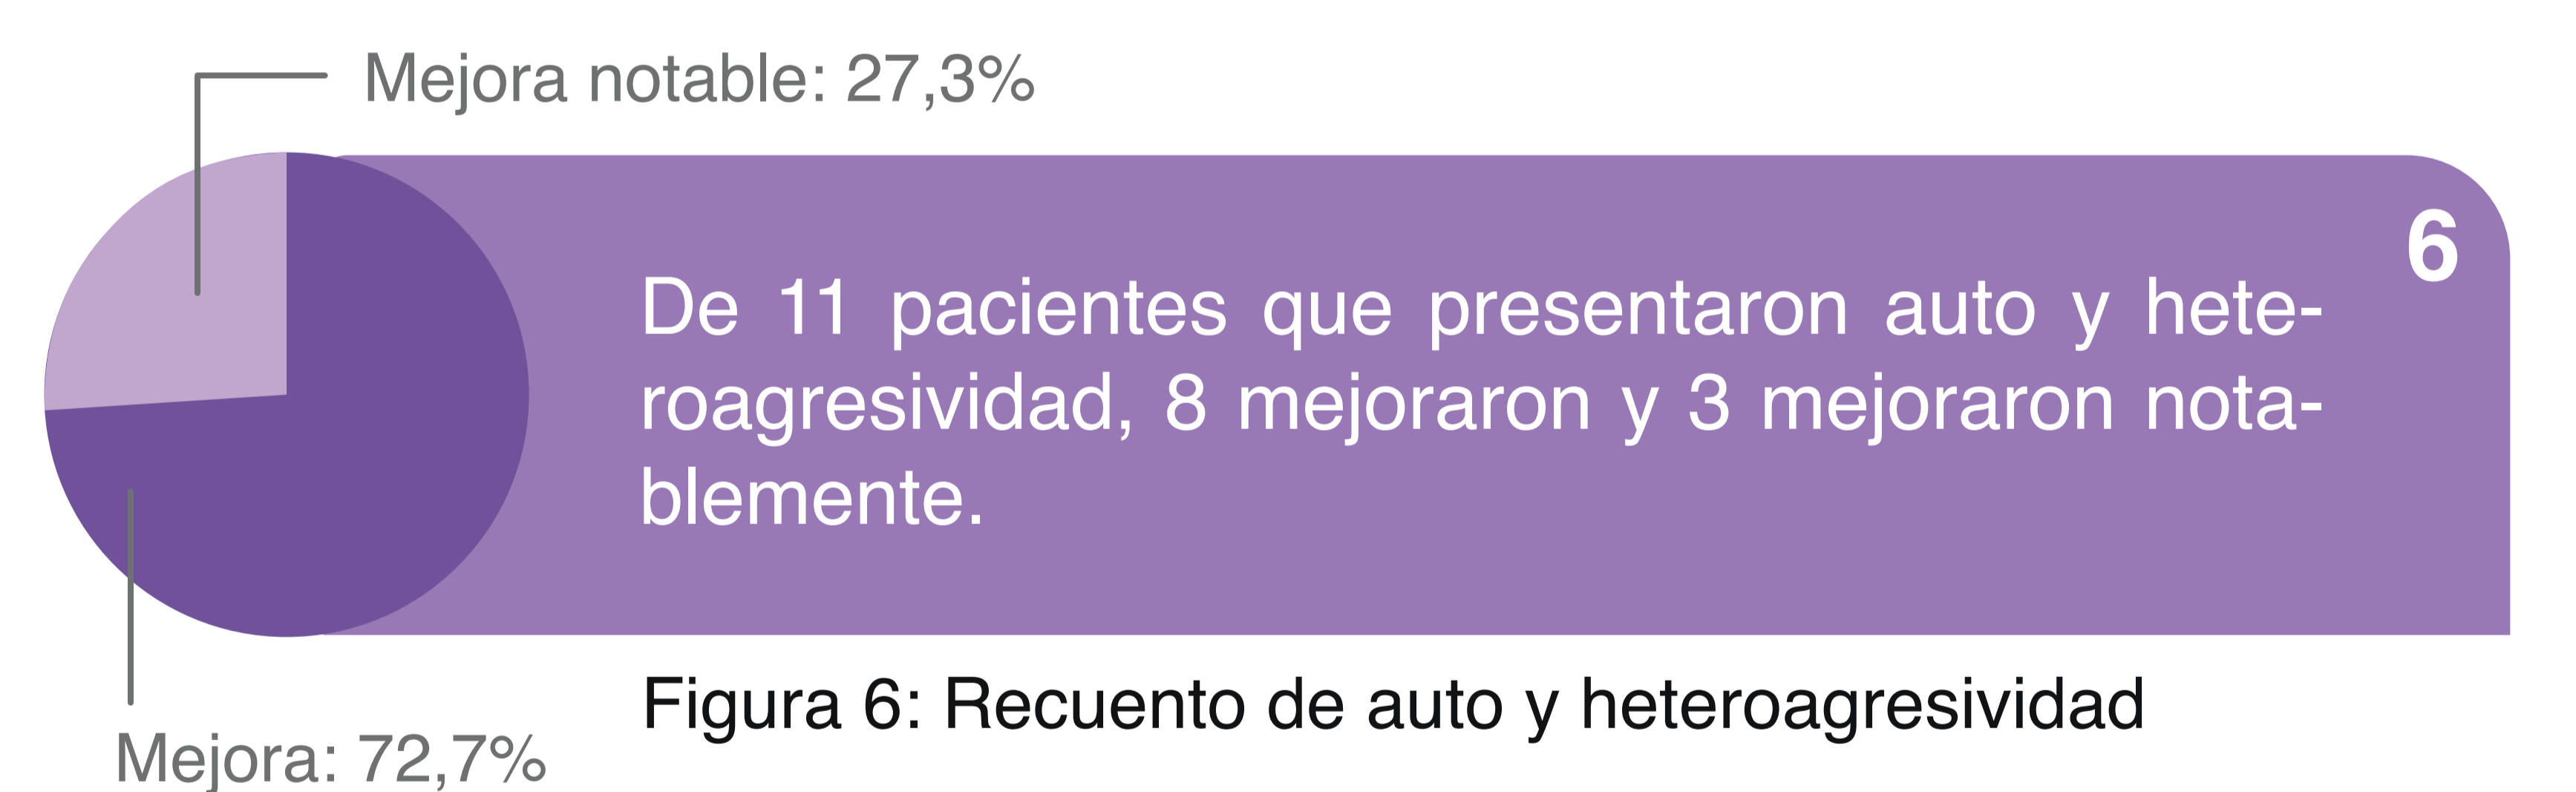 Mejora notable: 27,3%
6
De 11 pacientes que presentaron auto y hete-
roagresividad, 8 mejoraron y 3 mejoraron nota-
blemente.
Figura 6: Recuento de auto y heteroagresividad
Mejora: 72,7%